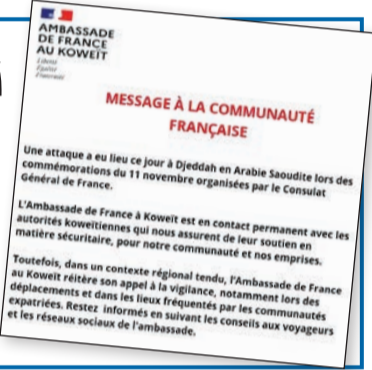 AMBASSADE
DE FRANCE
AU KOWEÏT
Liberté
Égalité
Fraternité
MESSAGE À LA COMMUNAUTÉ
FRANÇAISE
Une attaque a eu lieu ce jour à Djeddah en Arabie Saoudite lors des
commémorations du 11 novembre organisées par le Consulat
Général de France.
L'Ambassade de France à Koweït est en contact permanent avec les
autorités koweïtiennes qui nous assurent de leur soutien en
matière sécuritaire, pour notre communauté et nos emprises.
Toutefois, dans un contexte régional tendu, l'Ambassade de France
au Koweït réitère son appel à la vigilance, notamment lors des
déplacements et dans les lieux fréquentés par les communautés
expatriées. Restez informés en suivant les conseils aux voyageurs
et les réseaux sociaux de l'ambassade.